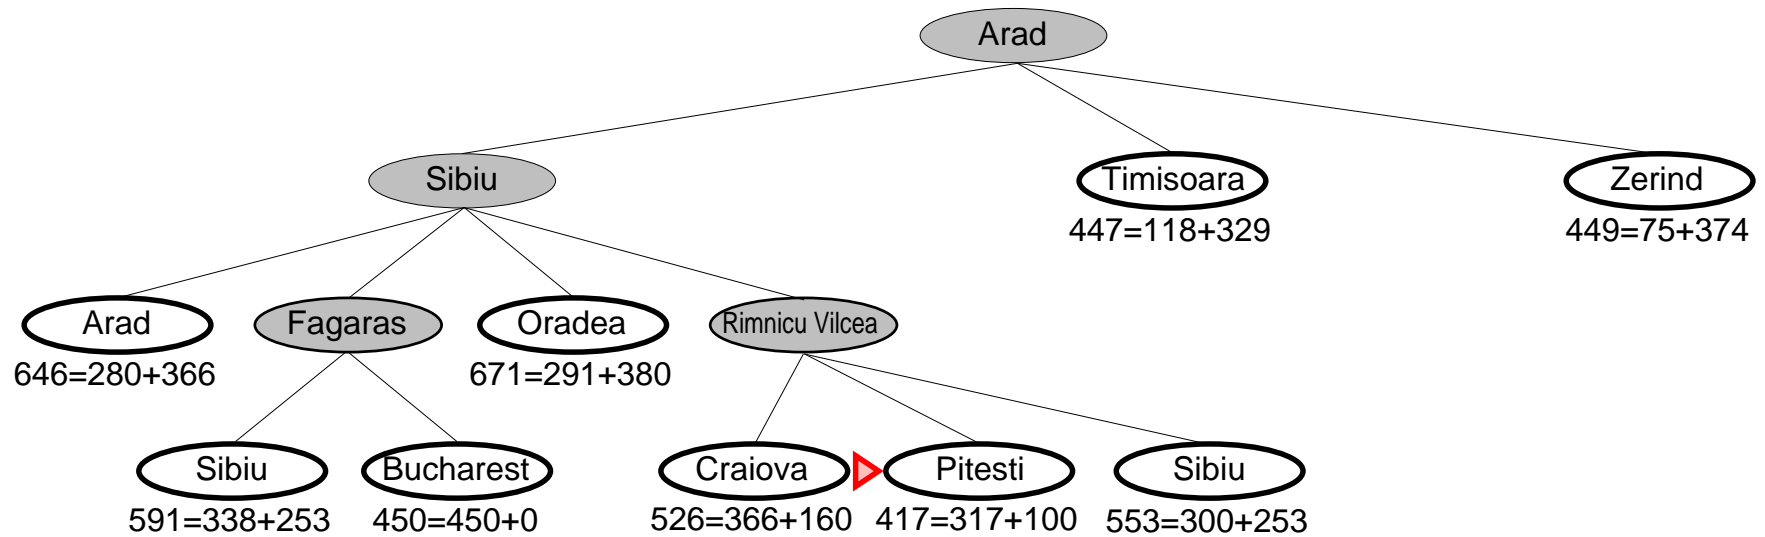 Arad
Sibiu
Timisoara
Zerind
447=118+329
449=75+374
Arad
Fagaras
Oradea
Rimnicu Vilcea
646=280+366
671=291+380
Sibiu
Bucharest
Craiova
Pitesti
Sibiu
591=338+253
450=450+0
526=366+160
417=317+100
553=300+253